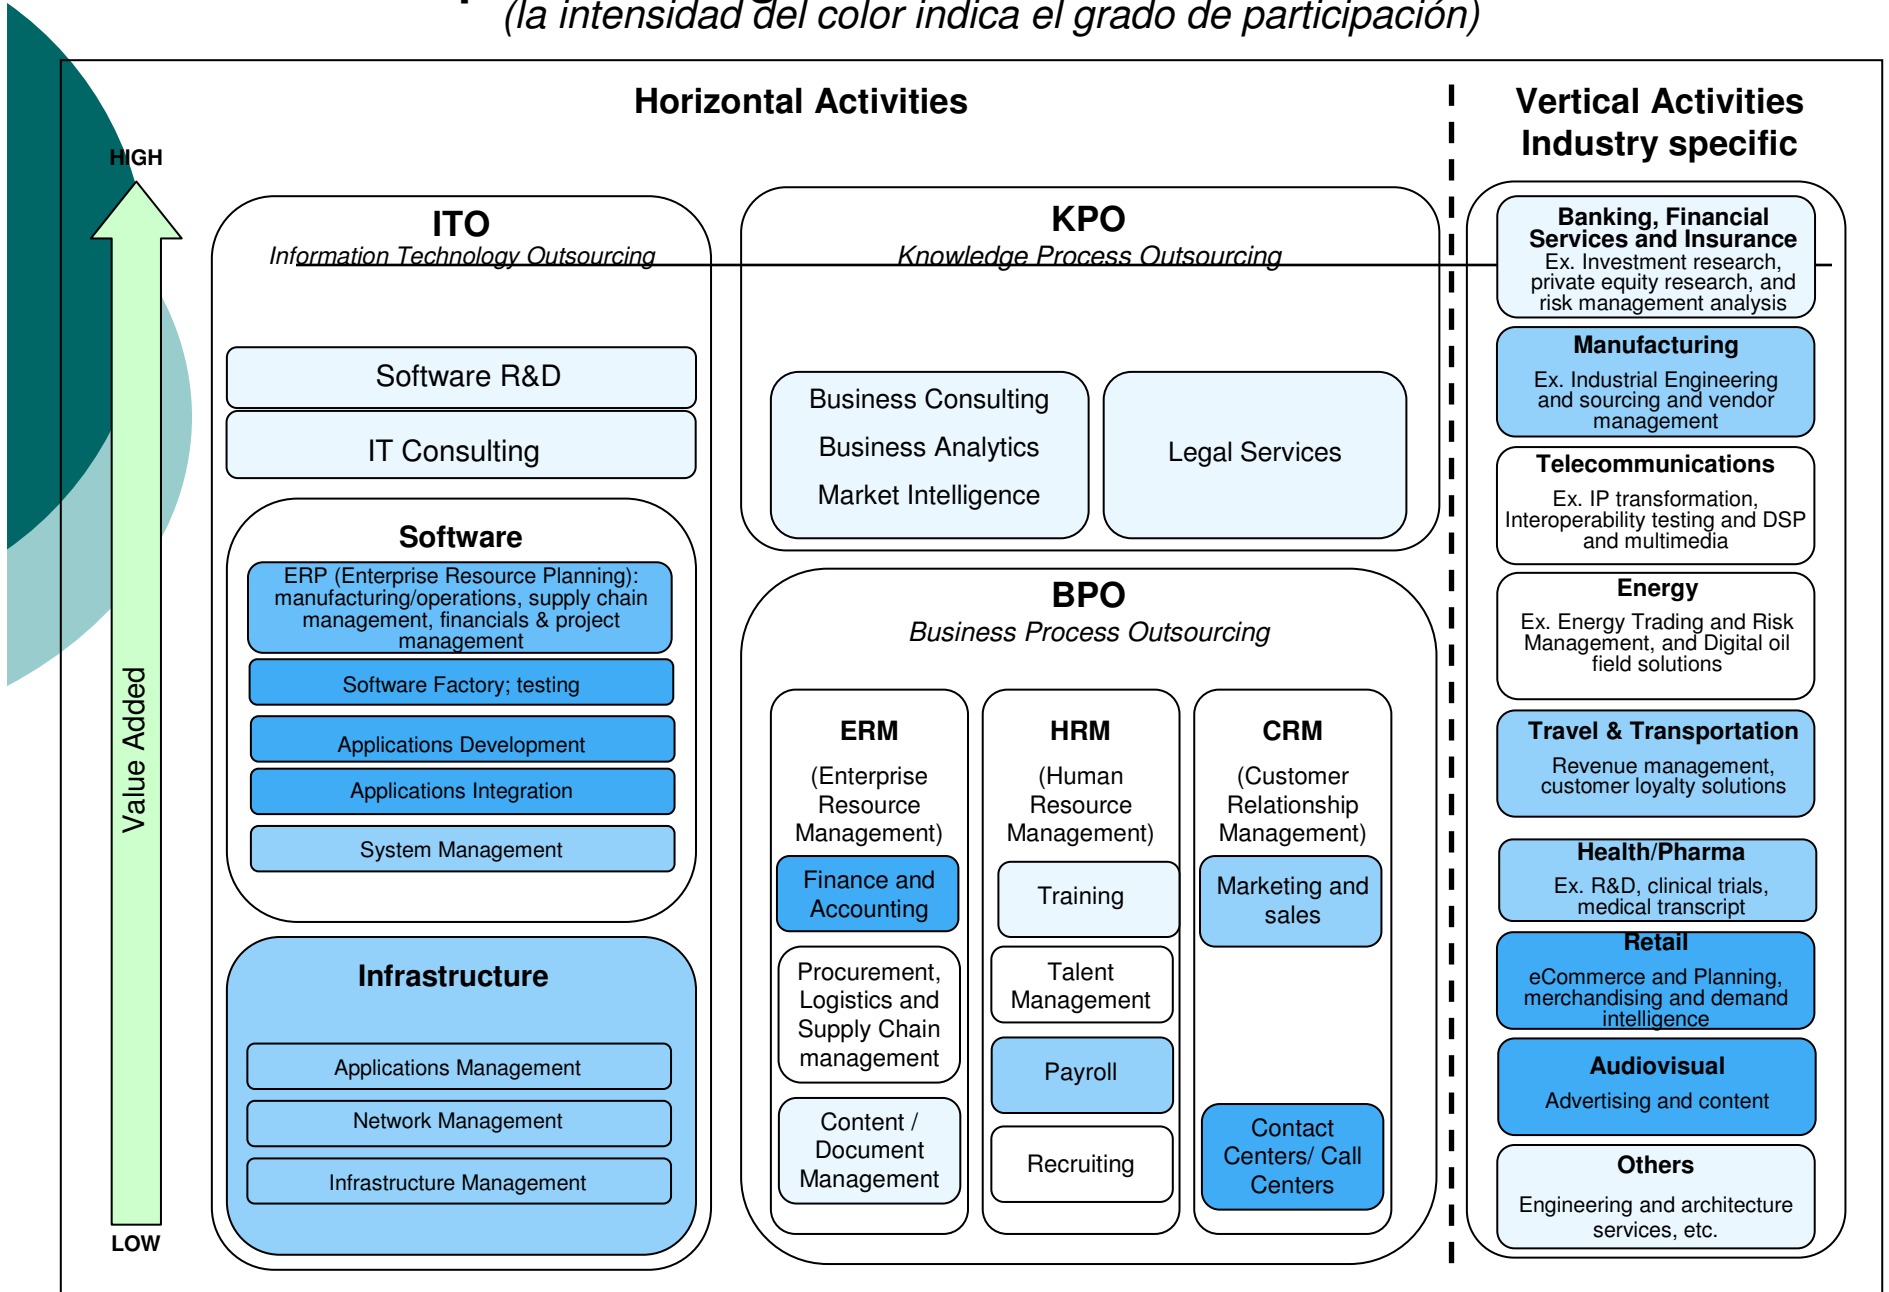 (la intensidad del color indica el grado de participación)
Horizontal Activities
Vertical Activities
Industry specific
HIGH
Value Added
LOW
ITO
Information Technology Outsourcing
Software R&D
IT Consulting
Software
ERP (Enterprise Resource Planning):
manufacturing/operations, supply chain
management, financials & project
management
Software Factory; testing
Applications Development
Applications Integration
System Management
Infrastructure
Applications Management
Network Management
Infrastructure Management
KPO
Knowledge Process Outsourcing
Business Consulting
Business Analytics
Market Intelligence
Legal Services
BPO
Business Process Outsourcing
ERM
(Enterprise
Resource
Management)
Finance and
Accounting
Procurement,
Logistics and
Supply Chain
management
Content /
Document
Management
HRM
(Human
Resource
Management)
Training
Talent
Management
Payroll
Recruiting
CRM
(Customer
Relationship
Management)
Marketing and
sales
Contact
Centers/ Call
Centers
Banking, Financial
Services and Insurance
Ex. Investment research,
private equity research, and
risk management analysis
Manufacturing
Ex. Industrial Engineering
and sourcing and vendor
management
Telecommunications
Ex. IP transformation,
Interoperability testing and DSP
and multimedia
Energy
Ex. Energy Trading and Risk
Management, and Digital oil
field solutions
Travel & Transportation
Revenue management,
customer loyalty solutions
Health/Pharma
Ex. R&D, clinical trials,
medical transcript
Retail
eCommerce and Planning,
merchandising and demand
intelligence
Audiovisual
Advertising and content
Others
Engineering and architecture
services, etc.